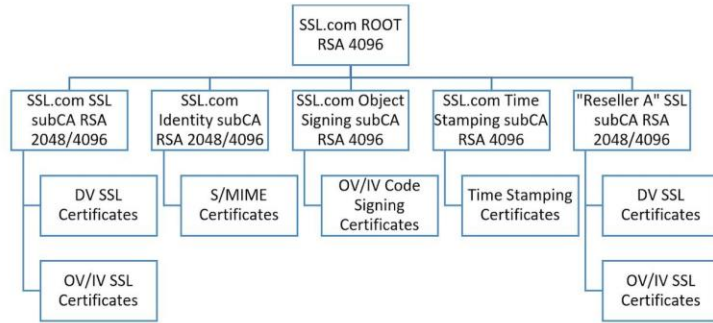 SSL.com ROOT
RSA 4096
SSL.com SSL
subCA RSA
2048/4096
SSL.com
Identity subCA
RSA 2048/4096
SSL.com Object
Signing subCA
RSA 4096
SSL.com Time
Stamping subCA
RSA 4096
"Reseller A" SSL
subCA RSA
2048/4096
DV SSL
Certificates
S/MIME
Certificates
OV/IV Code
Signing
Certificates
Time Stamping
Certificates
DV SSL
Certificates
OV/IV SSL
Certificates
OV/IV SSL
Certificates